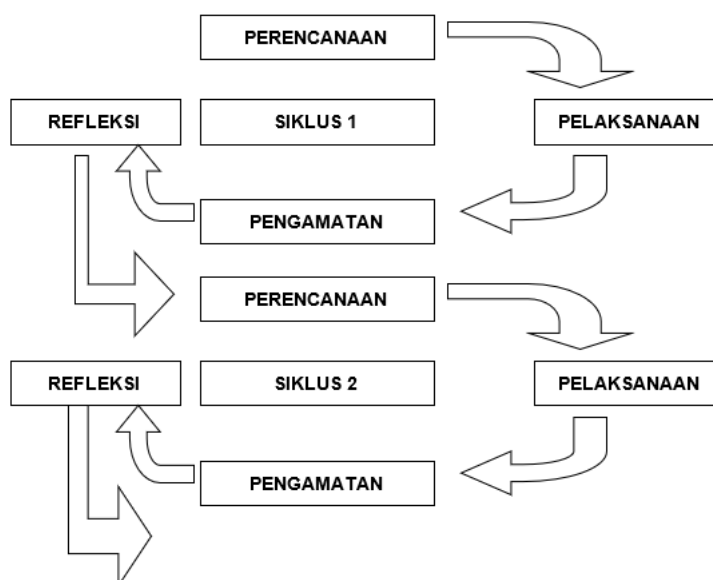 PERENCANAAN
REFLEKSI
SIKLUS 1
PELAKSANAAN
PENGAMATAN
PERENCANAAN
REFLEKSI
SIKLUS 2
PELAKSANAAN
PENGAMATAN